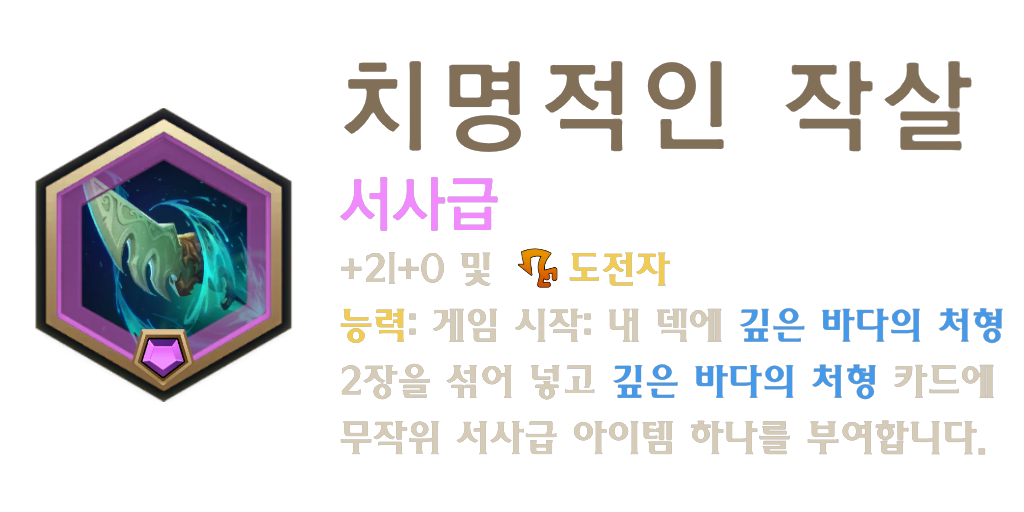 치명적인 작살
서사급
+2|+0 및 도전자
능력: 게임 시작: 내 덱에 깊은 바다의 처형
2장을 섞어 넣고 깊은 바다의 처형 카드에
무작위 서사급 아이템 하나를 부여합니다.